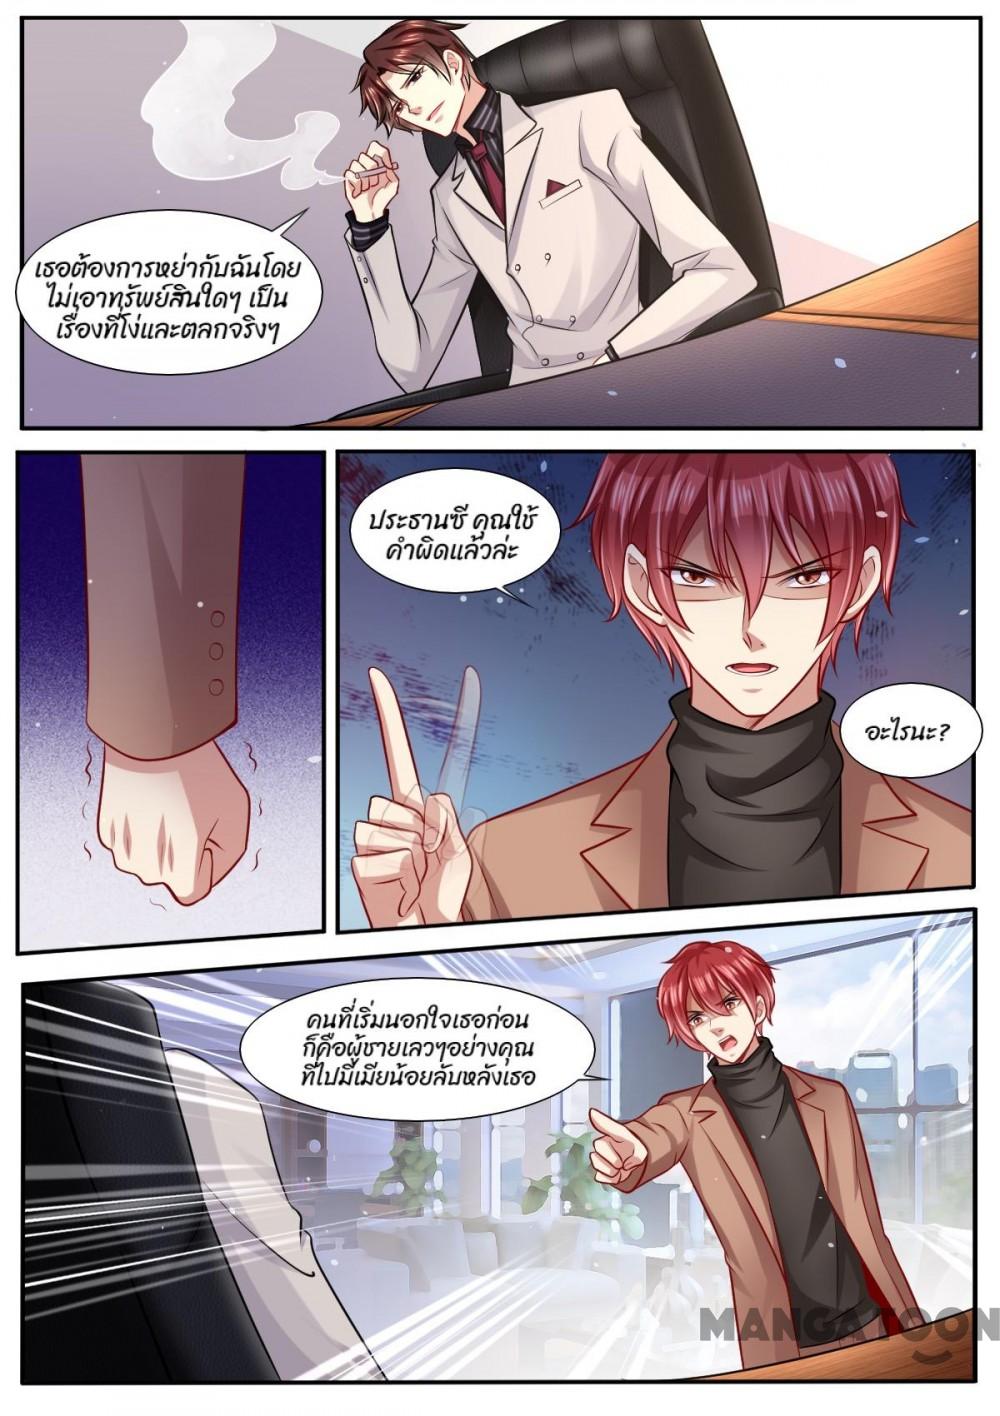 เธอต้องการหย่ากับฉันโดย
ไม่เอาทรัพย์สินใดๆ เป็น
เรื่องที่โง่และตลกจริงๆ
ประธานซี คุณใช้
คำผิดแล้วล่ะ
อะไรนะ?
คนที่เริ่มนอกใจเธอก่อน
ก็คือผู้ชายเลวๆอย่างคุณ
ที่ไปมีเมียน้อยลับหลังเธอ
MANGATOON